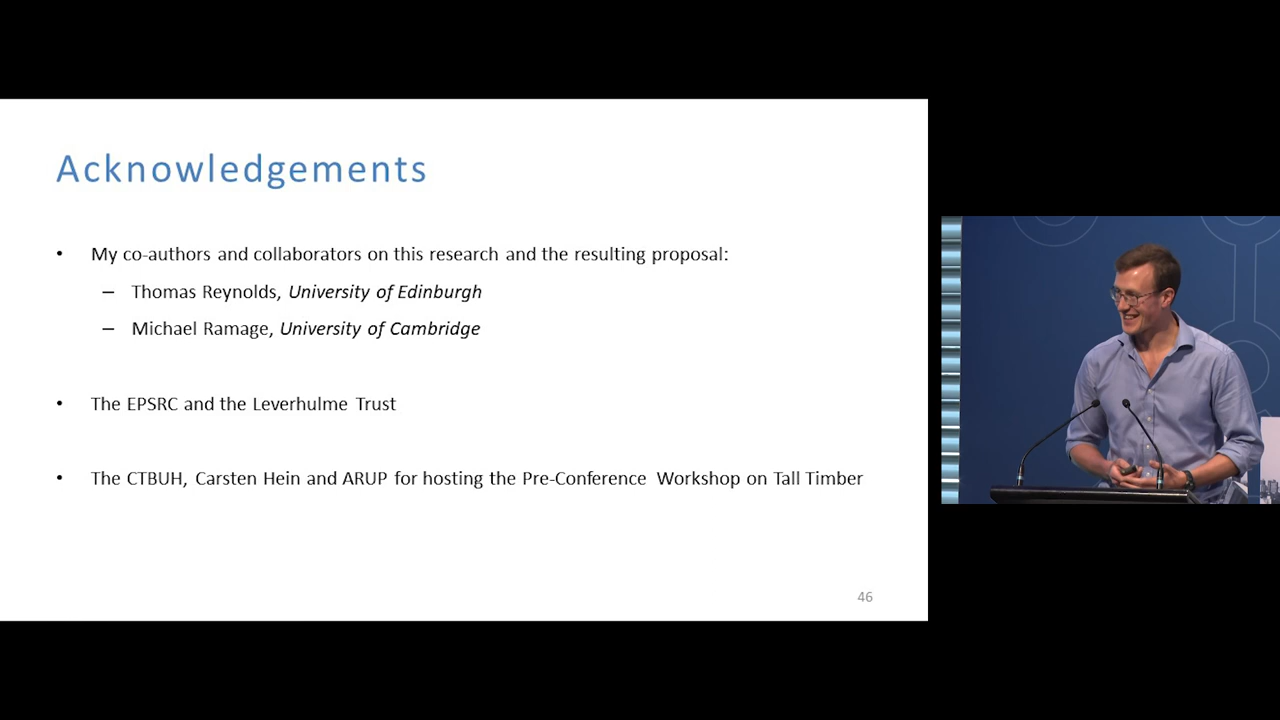 Acknowledgements
• My co-authors and collaborators on this research and the resulting proposal:
– Thomas Reynolds, University of Edinburgh
– Michael Ramage, University of Cambridge
• The EPSRC and the Leverhulme Trust
• The CTBUH, Carsten Hein and ARUP for hosting the Pre-Conference Workshop on Tall Timber
46